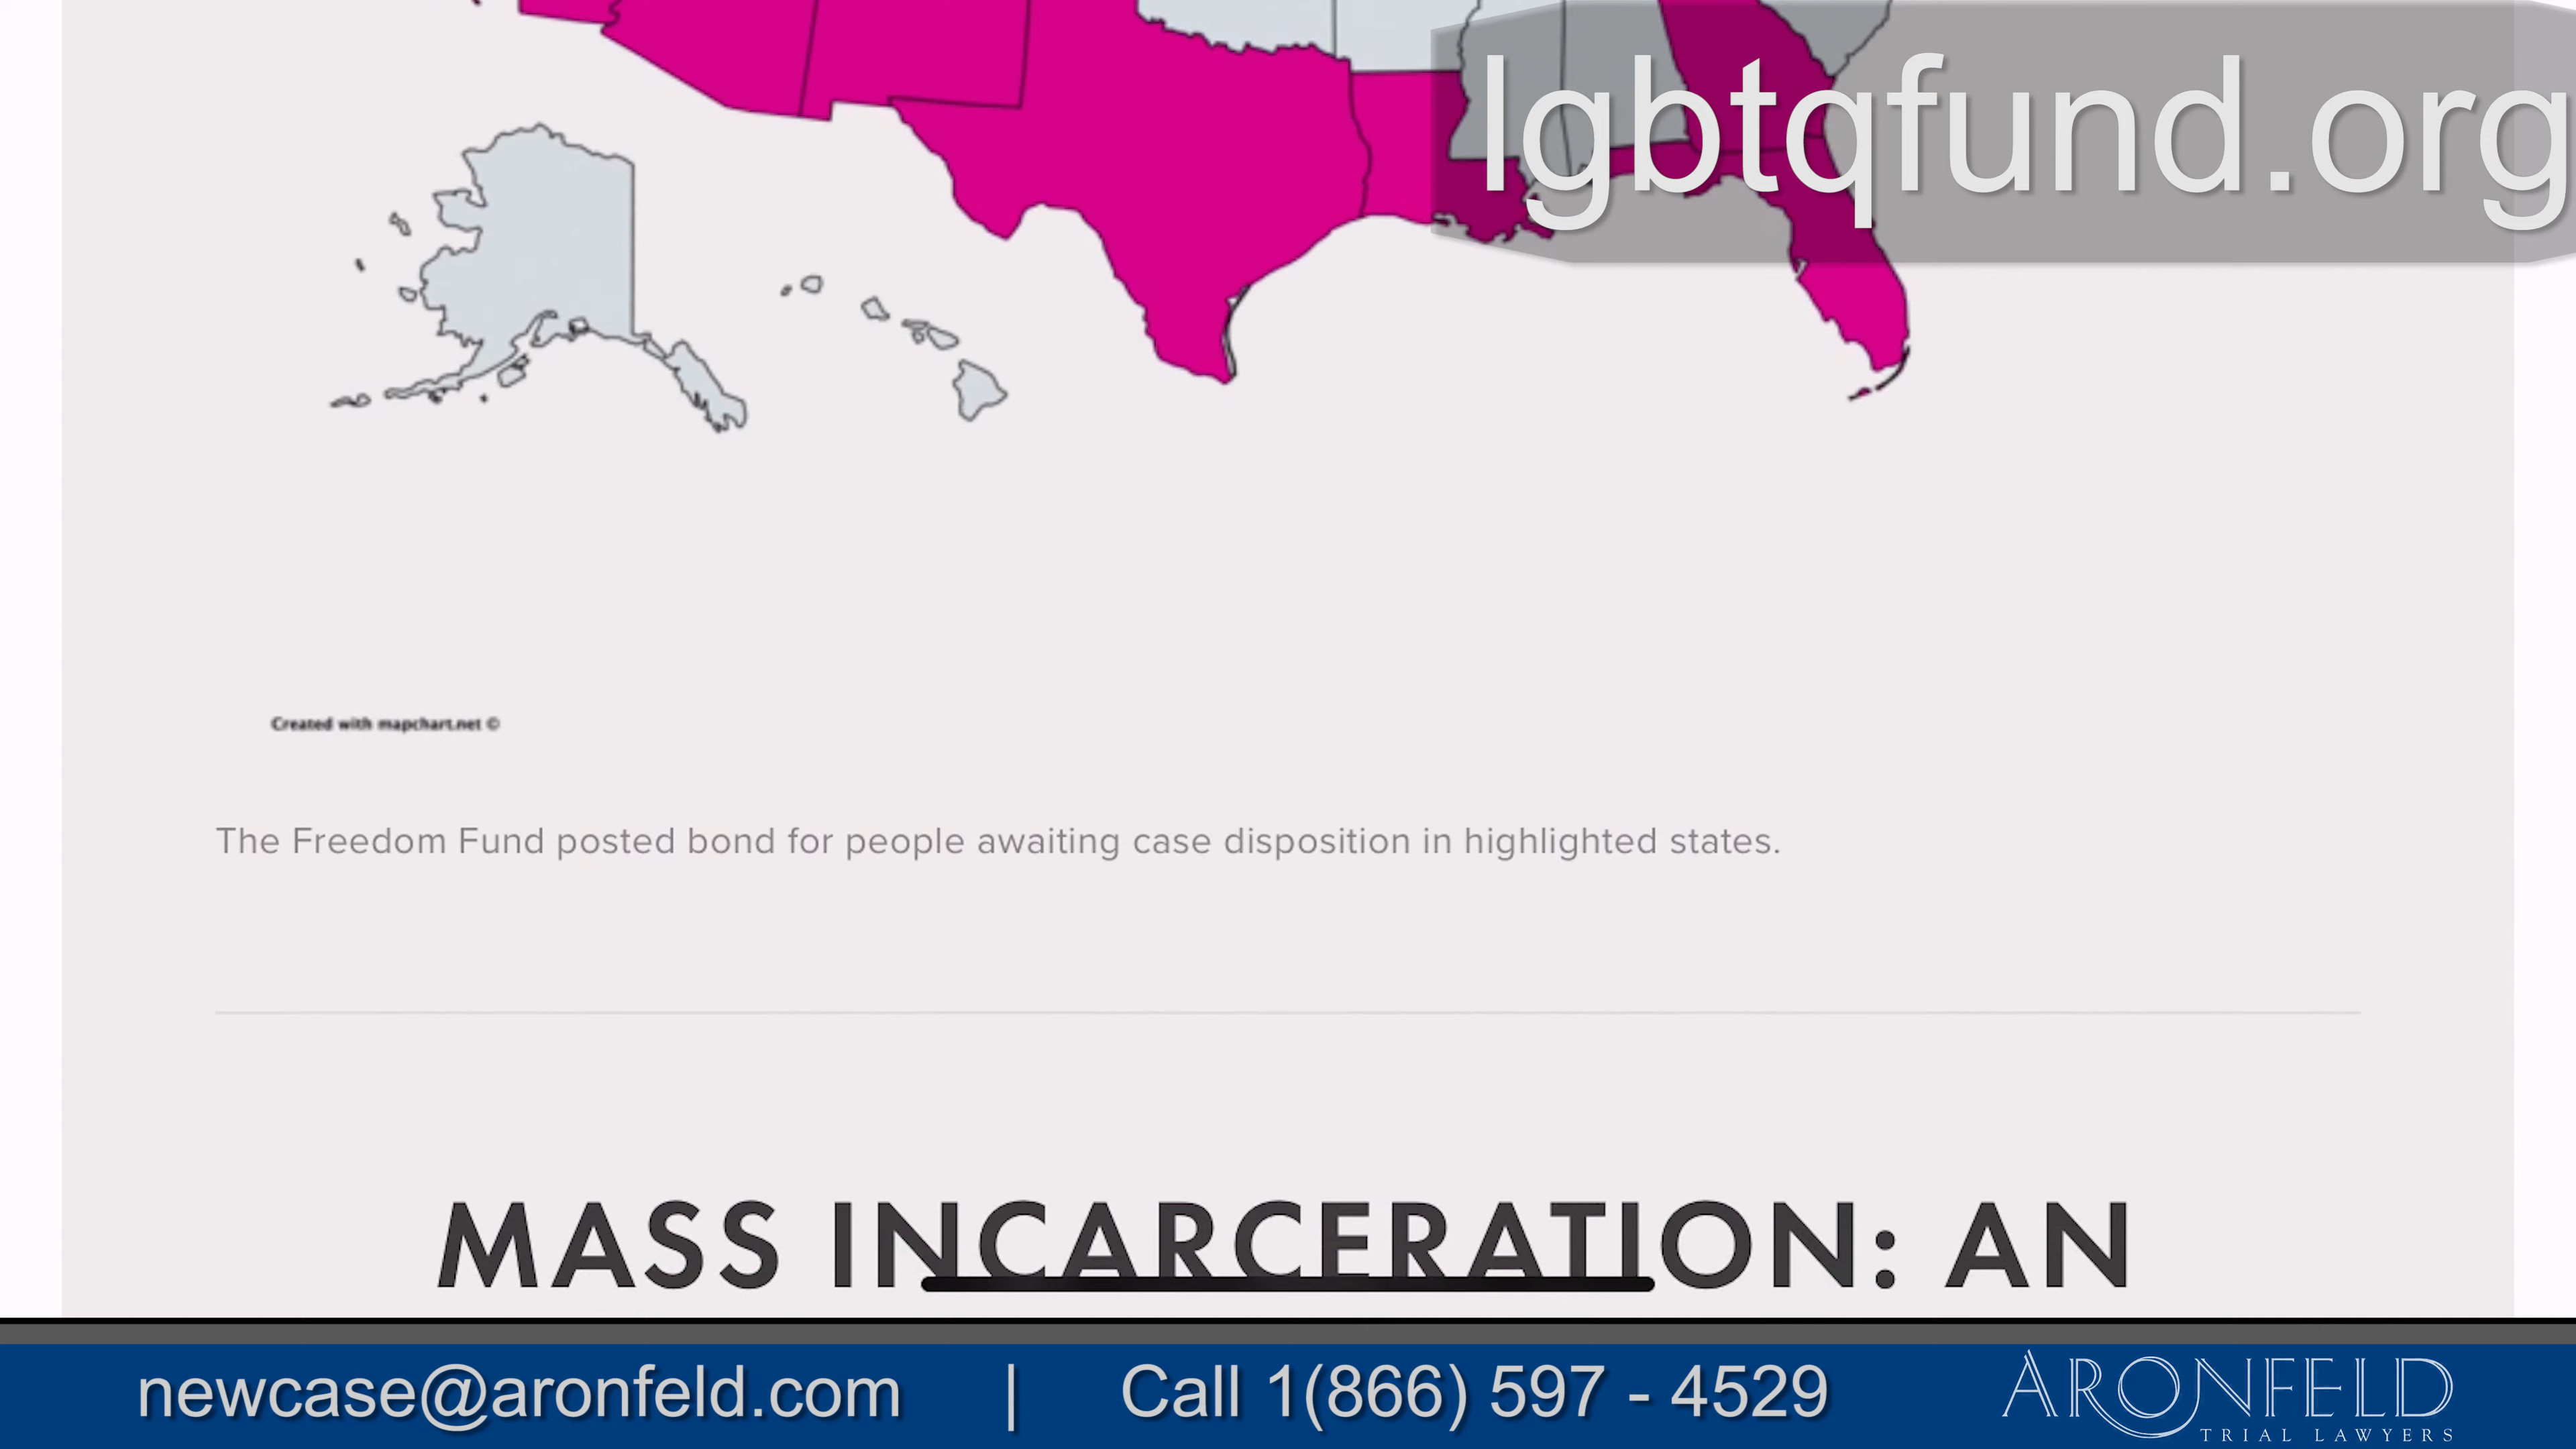 lgbtqfund.org
Created with mapchart.net ©
The Freedom Fund posted bond for people awaiting case disposition in highlighted states.
MASS INCARCERATION: AN
newcase@aronfeld.com | Call 1(866) 597 - 4529
ARONFELD
TRIAL LAWYERS